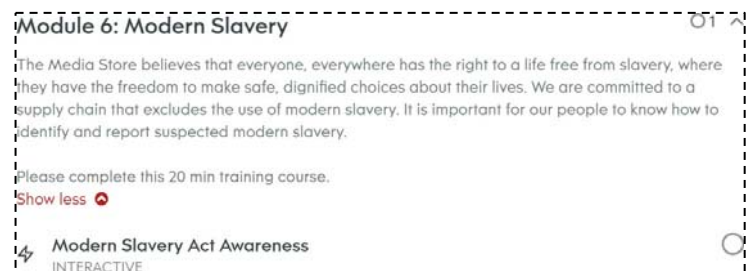 Module 6: Modern Slavery
1
The Media Store believes that everyone, everywhere has the right to a life free from slavery, where
they have the freedom to make safe, dignified choices about their lives. We are committed to a
supply chain that excludes the use of modern slavery. It is important for our people to know how to
identify and report suspected modern slavery.
Please complete this 20 min training course.
Show less
Modern Slavery Act Awareness
INTERACTIVE